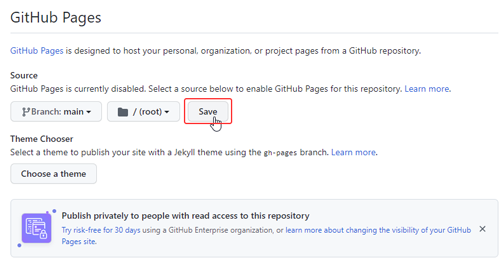 GitHub Pages
GitHub Pages is designed to host your personal, organization, or project pages from a GitHub repository.
Source
GitHub Pages is currently disabled. Select a source below to enable GitHub Pages for this repository. Learn more.
Branch: main / (root) Save
Theme Chooser
Select a theme to publish your site with a Jekyll theme using the gh-pages branch. Learn more.
Choose a theme
Publish privately to people with read access to this repository
Try risk-free for 30 days using a GitHub Enterprise organization, or learn more about changing the visibility of your GitHub
Pages site.